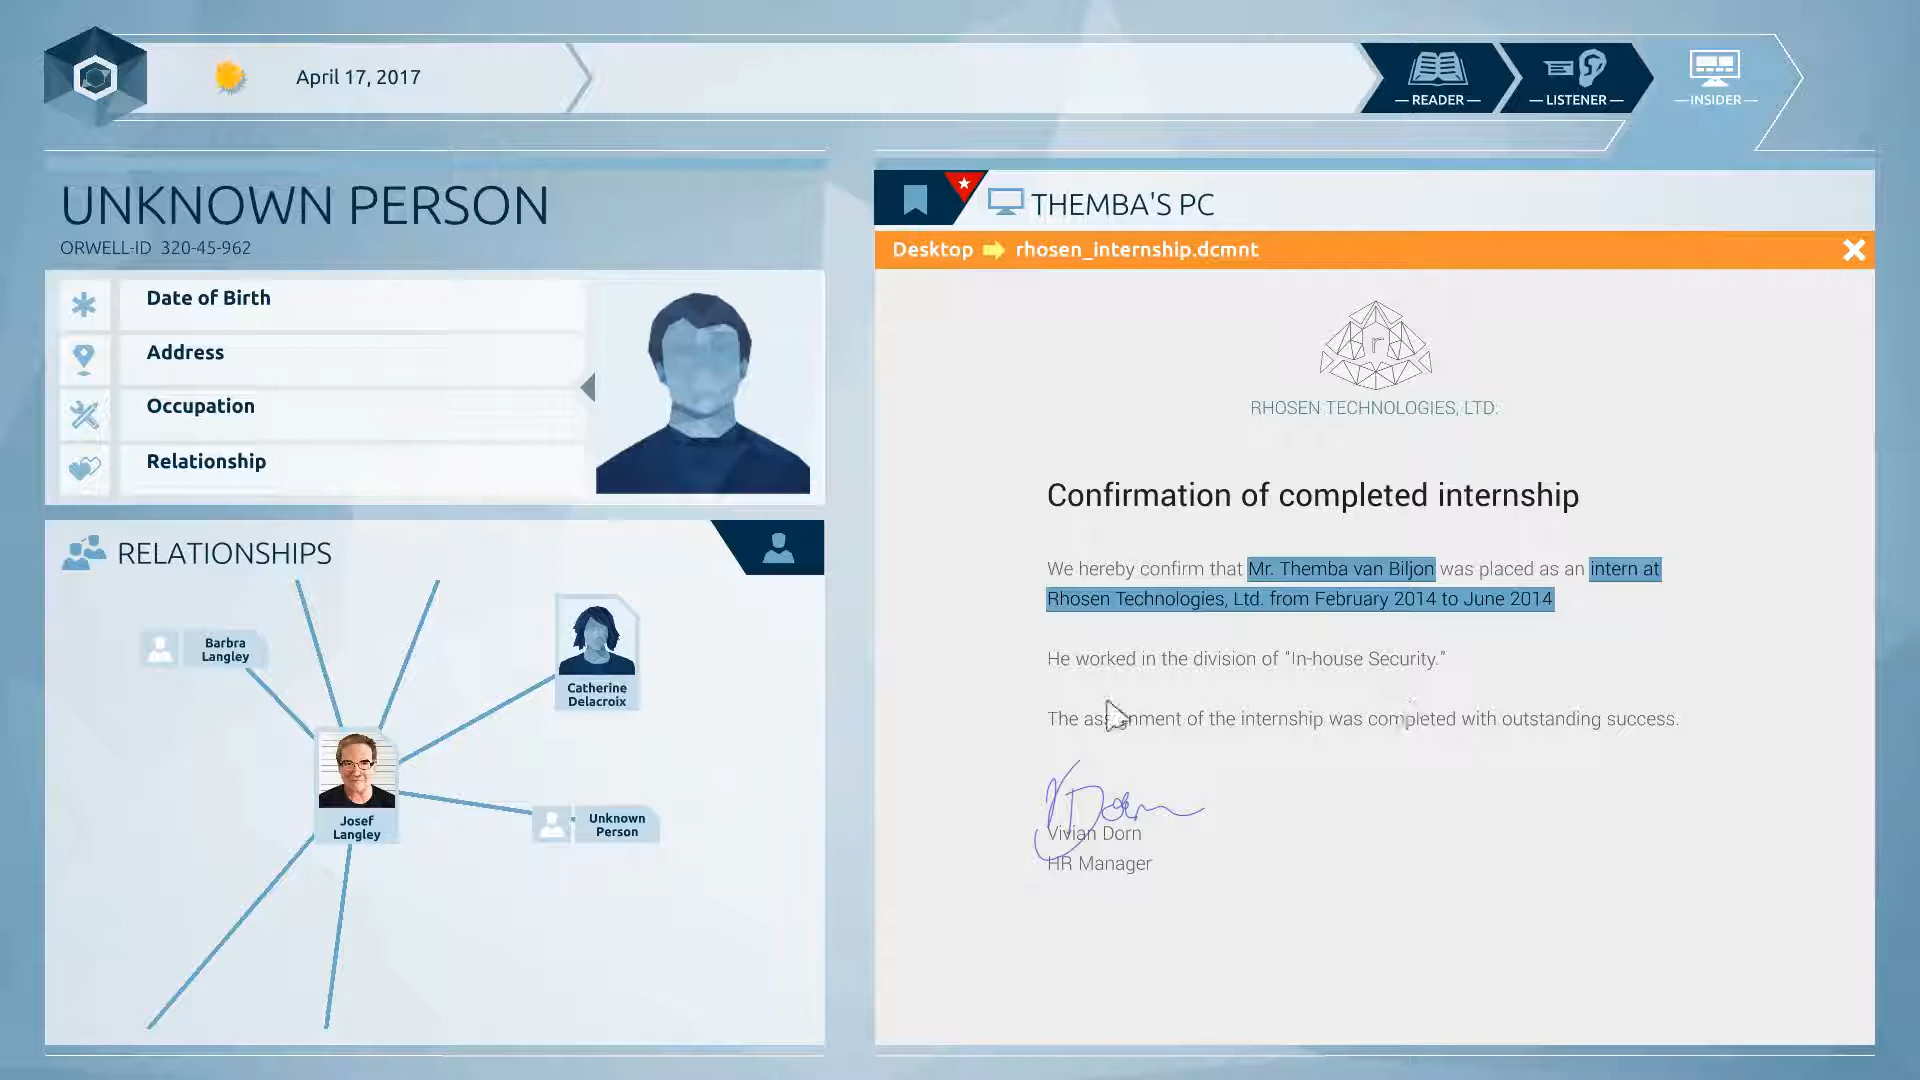 April 17, 2017
READER
LISTENER
INSIDER
UNKNOWN PERSON
ORWELL-ID 320-45-962
Date of Birth
Address
Occupation
Relationship
RELATIONSHIPS
Barbra
Langley
Catherine
Delacroix
Josef
Langley
Unknown
Person
THEMBA'S PC
Desktop rhosen_internship.dcmnt
r
RHOSEN TECHNOLOGIES, LTD.
Confirmation of completed internship
We hereby confirm that Mr. Themba van Biljon was placed as an intern at
Rhosen Technologies, Ltd. from February 2014 to June 2014
He worked in the division of “In-house Security.”
The assignment of the internship was completed with outstanding success.
VDorn
Vivian Dorn
HR Manager